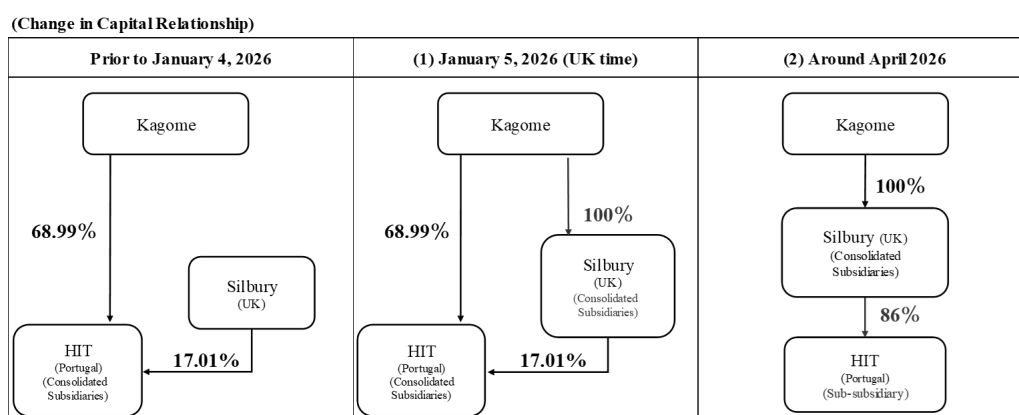 (Change in Capital Relationship)
Prior to January 4, 2026
(1) January 5, 2026 (UK time)
(2) Around April 2026
Kagome
68.99%
Silbury
(UK)
HIT
(Portugal)
(Consolidated
Subsidiaries)
17.01%
Kagome
68.99%
100%
Silbury
(UK)
(Consolidated
Subsidiaries)
HIT
(Portugal)
(Consolidated
Subsidiaries)
17.01%
Kagome
100%
Silbury (UK)
(Consolidated
Subsidiaries)
86%
HIT
(Portugal)
(Sub-subsidiary)